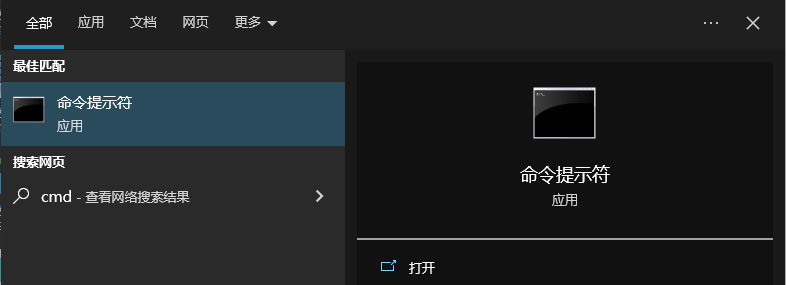 全部 应用 文档 网页 更多 ...
最佳匹配
命令提示符
应用
搜索网页
cmd - 查看网络搜索结果
命令提示符
应用
打开